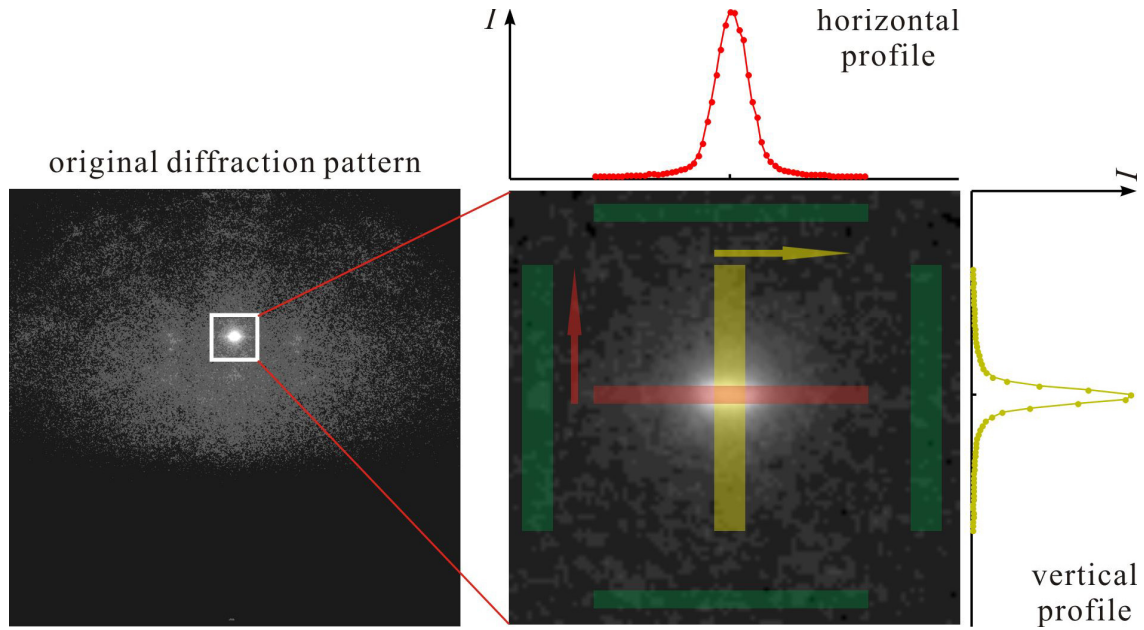 I
horizontal
profile
original diffraction pattern
I
vertical
profile